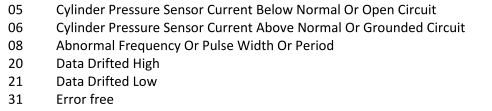 05 Cylinder Pressure Sensor Current Below Normal Or Open Circuit
06 Cylinder Pressure Sensor Current Above Normal Or Grounded Circuit
08 Abnormal Frequency Or Pulse Width Or Period
20 Data Drifted High
21 Data Drifted Low
31 Error free